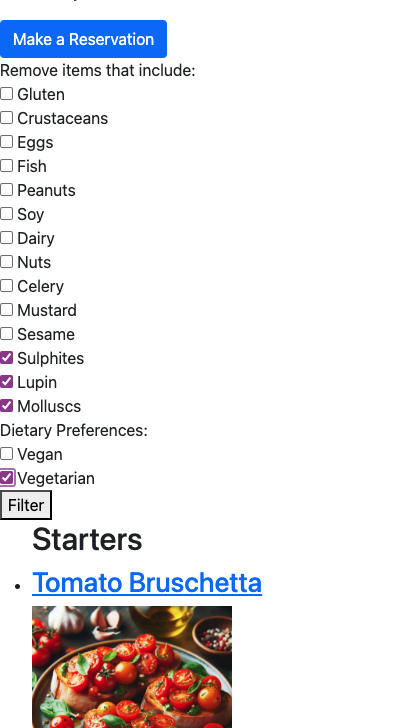 Make a Reservation
Remove items that include:
Gluten
Crustaceans
Eggs
Fish
Peanuts
Soy
Dairy
Nuts
Celery
Mustard
Sesame
Sulphites
Lupin
Molluscs
Dietary Preferences:
Vegan
Vegetarian
Filter
Starters
Tomato Bruschetta